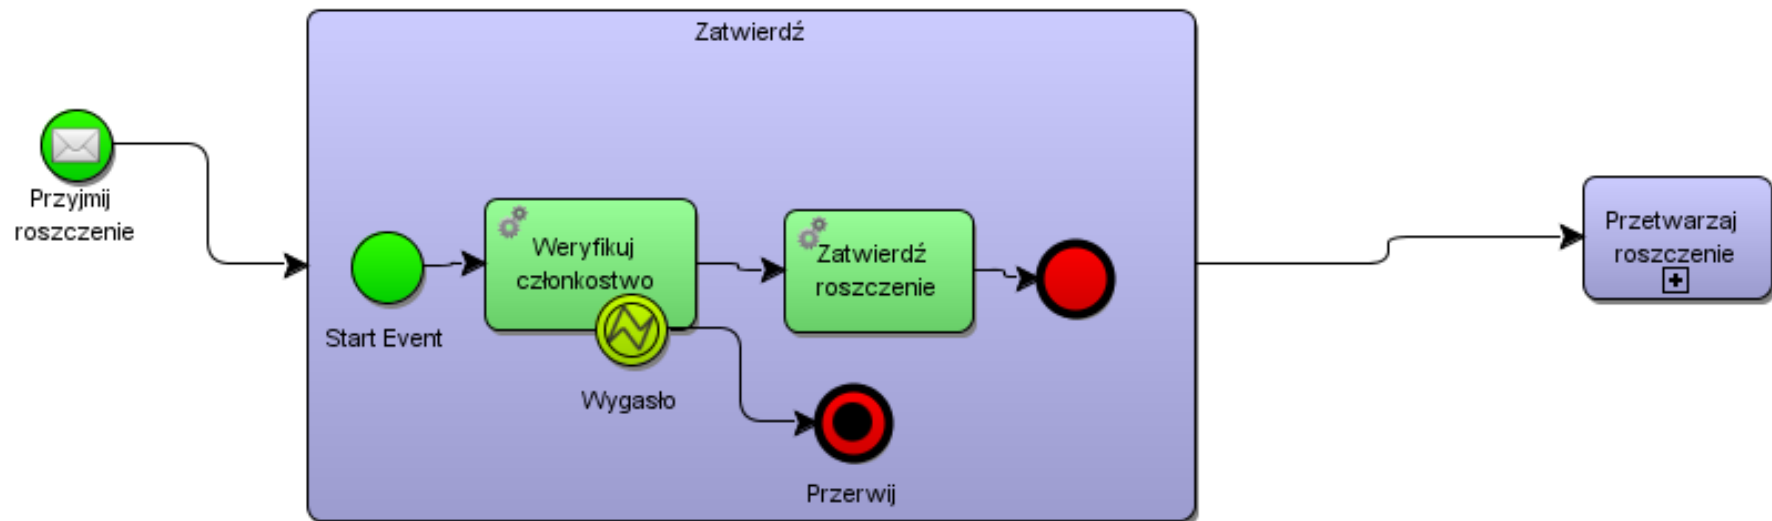 Zatwierdź
Przyjmij
roszczenie
Start Event
Weryfikuj
członkostwo
Wygasło
Zatwierdź
roszczenie
Przerwij
Przetwarzaj
roszczenie